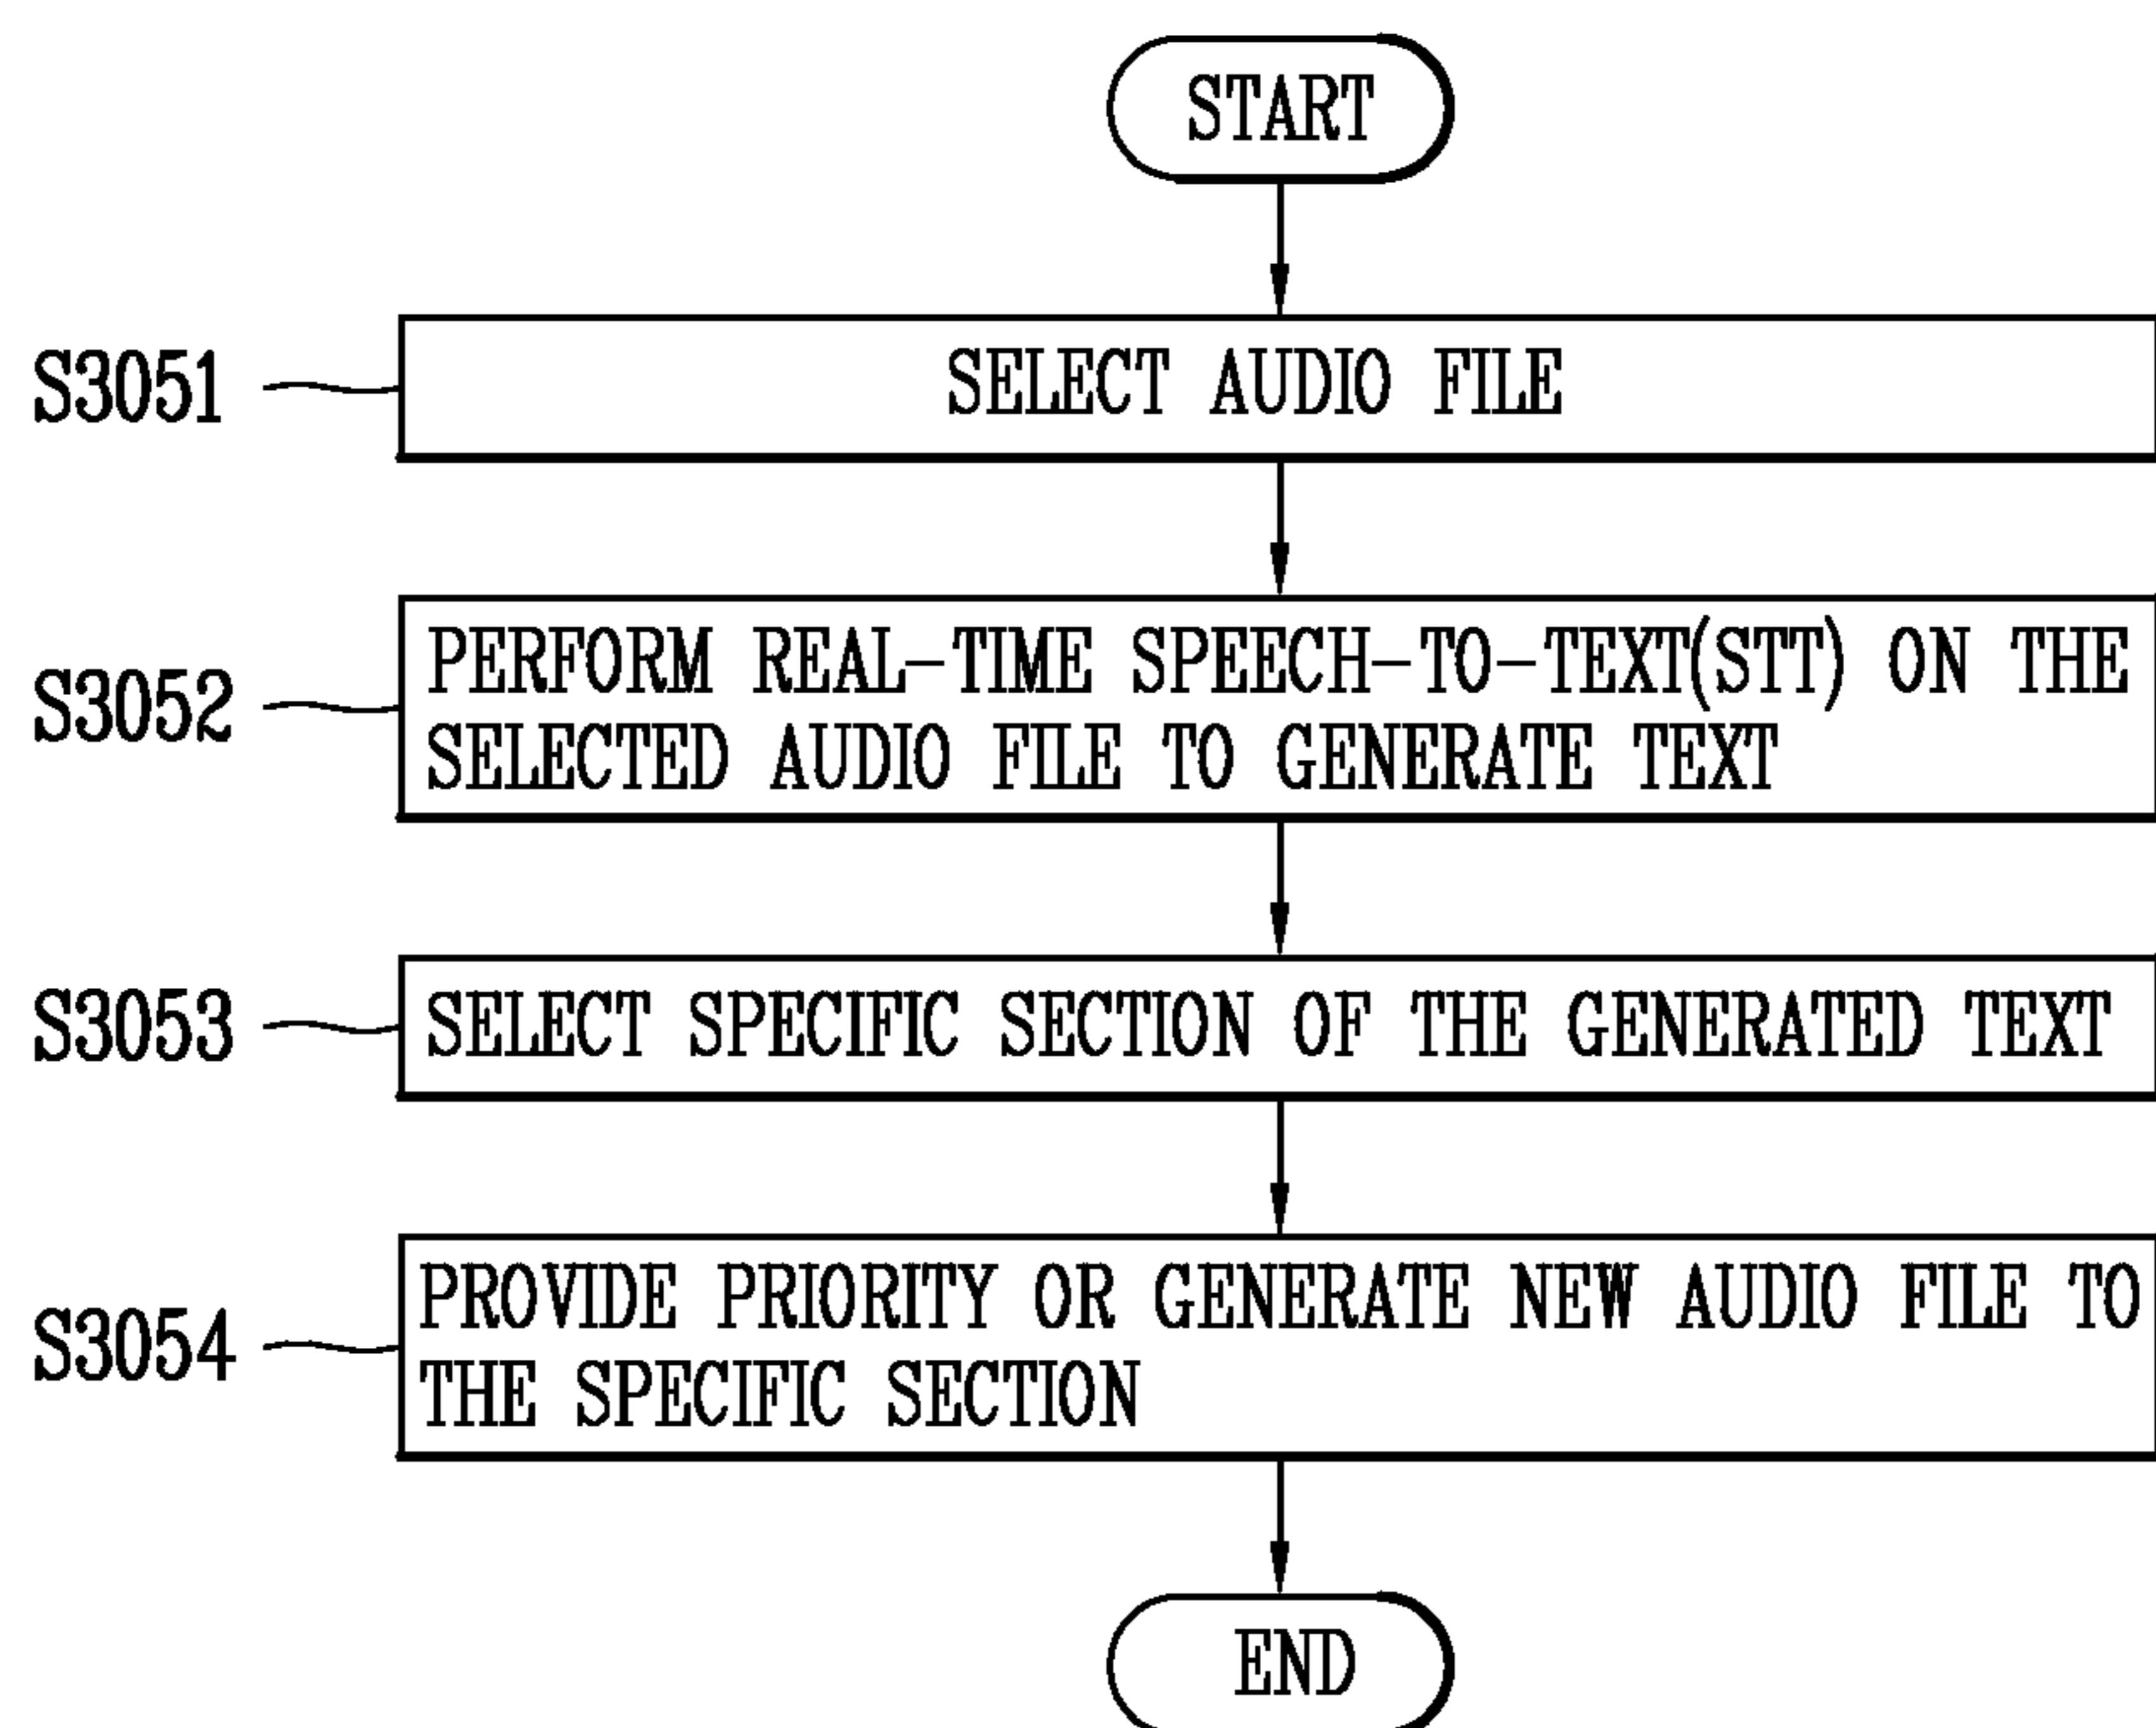 START
S3051
SELECT AUDIO FILE
S3052
PERFORM REAL-TIME SPEECH-TO-TEXT(STT) ON THE
SELECTED AUDIO FILE TO GENERATE TEXT
S3053
SELECT SPECIFIC SECTION OF THE GENERATED TEXT
S3054
PROVIDE PRIORITY OR GENERATE NEW AUDIO FILE TO
THE SPECIFIC SECTION
END